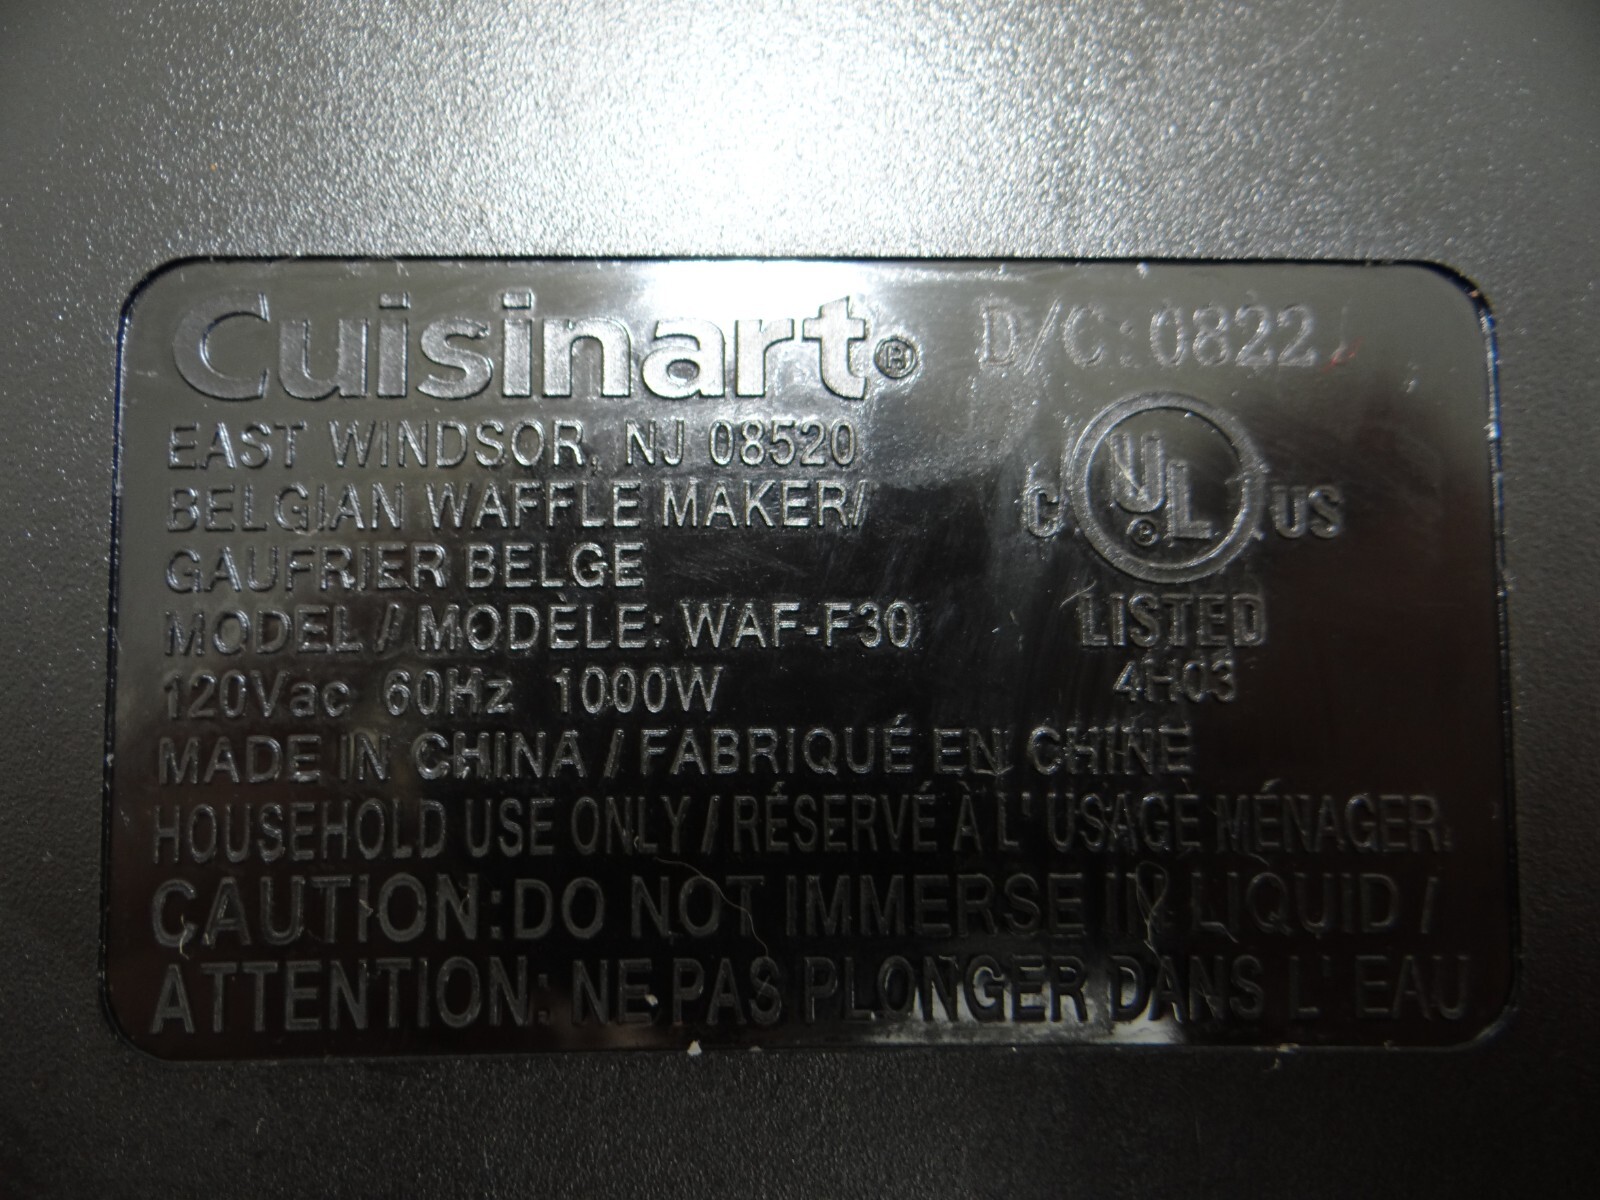 Cuisinart® D/C: 0822
EAST WINDSOR, NJ 08520
BELGIAN WAFFLE MAKER/
GAUFRIER BELGE
MODEL / MODÈLE: WAF-F30
120Vac 60Hz 1000W
C UL® US
LISTED
4H03
MADE IN CHINA / FABRIQUÉ EN CHINE
HOUSEHOLD USE ONLY / RÉSERVÉ À L' USAGE MÉNAGER.
CAUTION: DO NOT IMMERSE IN LIQUID /
ATTENTION: NE PAS PLONGER DANS L' EAU